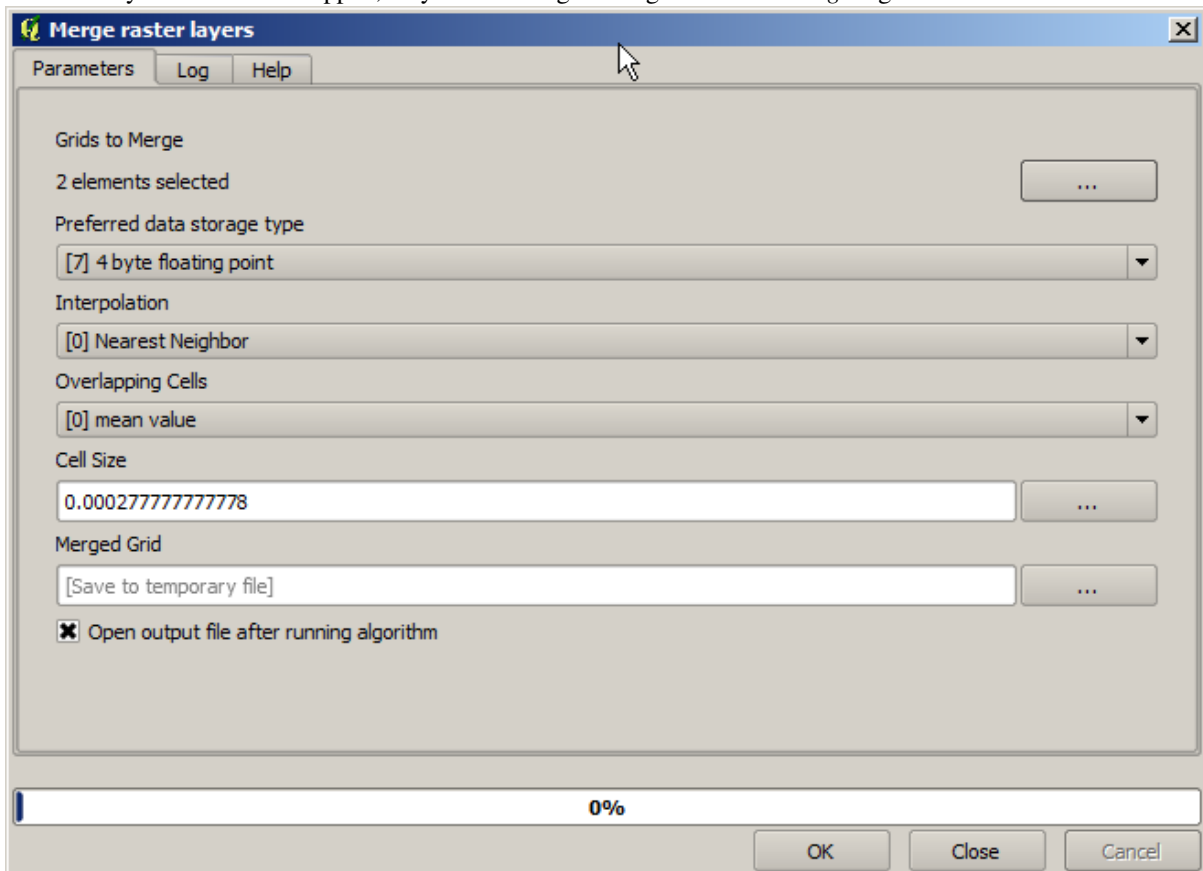 Merge raster layers
Parameters Log Help
Grids to Merge
2 elements selected
...
Preferred data storage type
[7] 4 byte floating point
Interpolation
[0] Nearest Neighbor
Overlapping Cells
[0] mean value
Cell Size
0.000277777777778
...
Merged Grid
[Save to temporary file]
...
Open output file after running algorithm
0%
OK Close Cancel